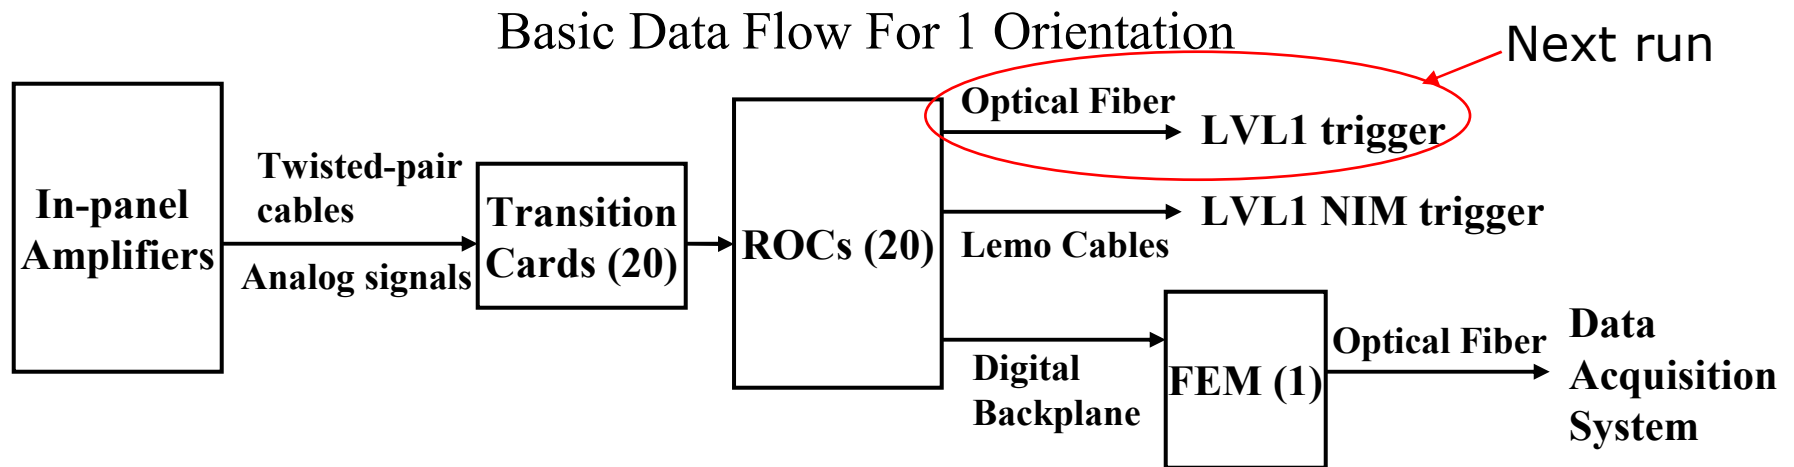 Basic Data Flow For 1 Orientation
Next run
In-panel
Amplifiers
Twisted-pair
cables
Analog signals
Transition
Cards (20)
ROCs (20)
Optical Fiber
LVL1 trigger
LVL1 NIM trigger
Lemo Cables
Digital
Backplane
FEM (1)
Optical Fiber
Data
Acquisition
System